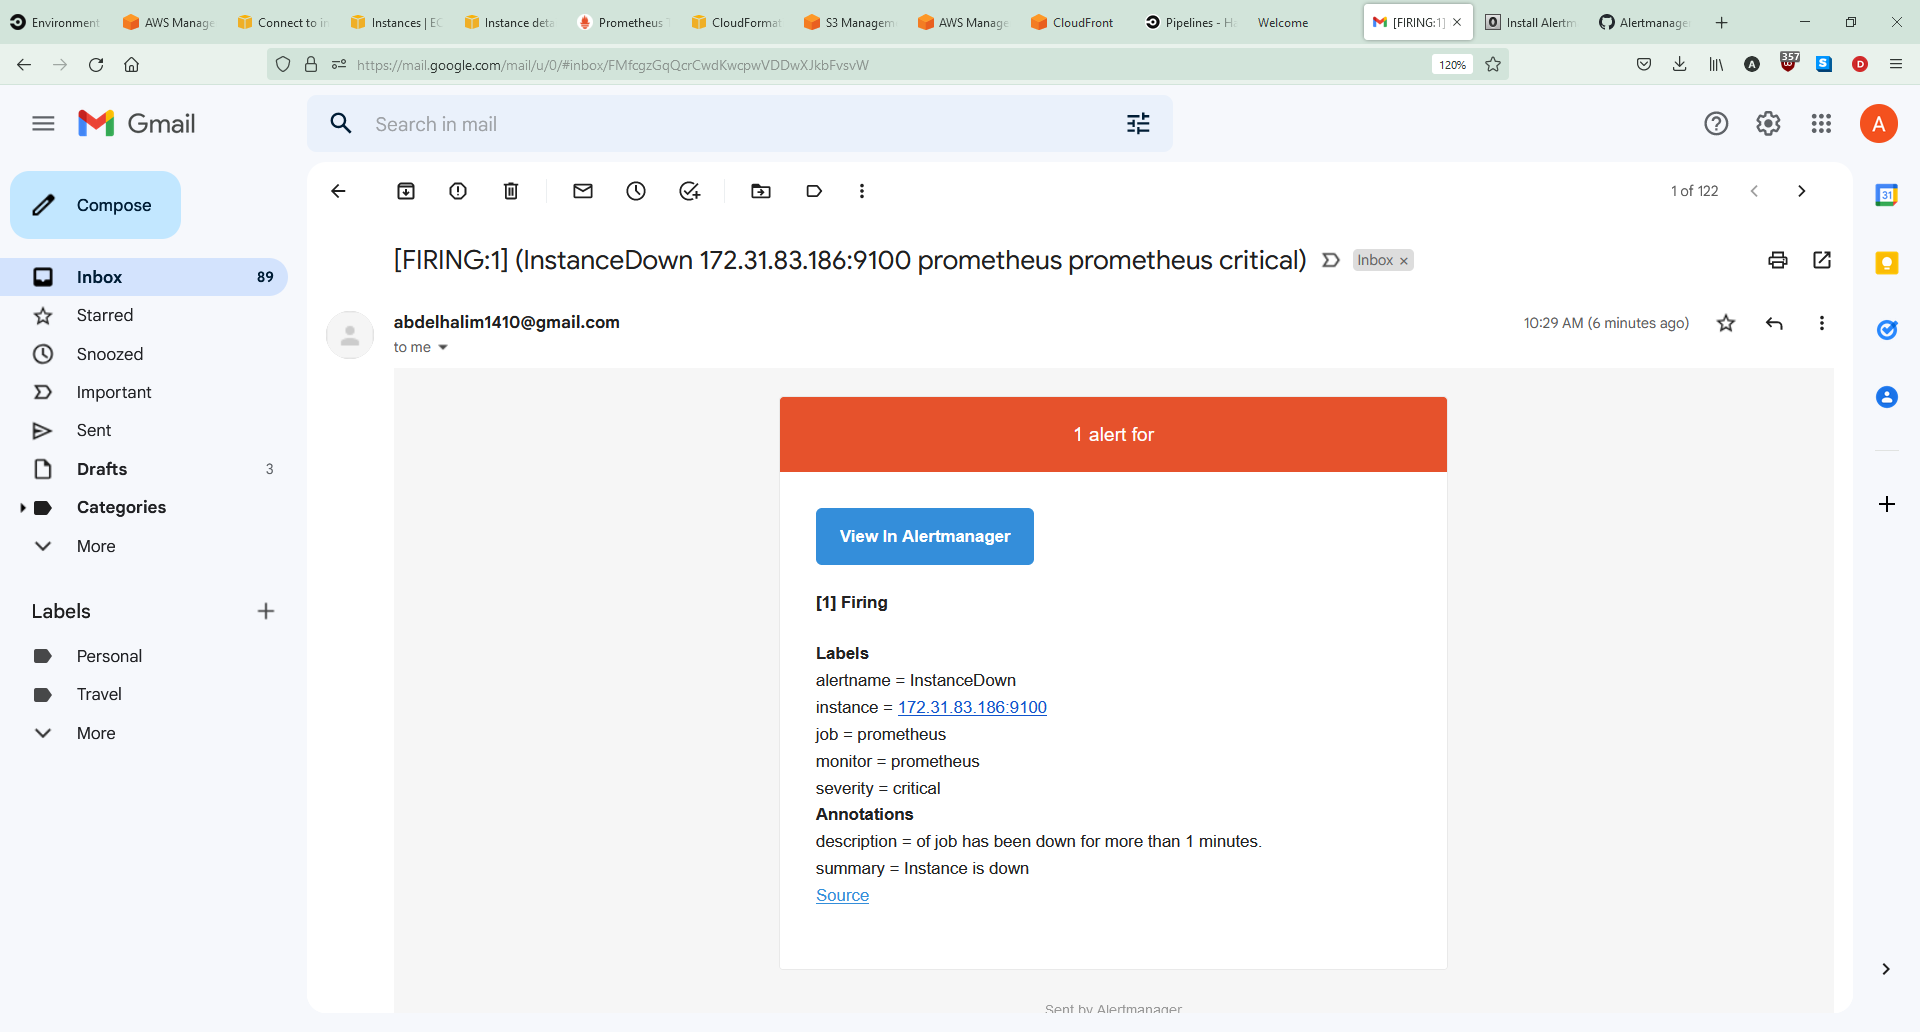 Environment
AWS Manage
Connect to in
Instances | EC
Instance deta
Prometheus T
CloudFormat
S3 Managem
AWS Manage
CloudFront
Pipelines - Ha
Welcome
[FIRING:1]
Install Alertm
Alertmanage
https://mail.google.com/mail/u/0/#inbox/FMfcgzGqQcrCwdKwcpwVDDwXJkbFvsvW
120%
A
357
S
D
Gmail
Search in mail
A
Compose
1 of 122
31
[FIRING:1] (InstanceDown 172.31.83.186:9100 prometheus prometheus critical)
Inbox ×
Inbox 89
Starred
Snoozed
Important
Sent
Drafts 3
Categories
More
Labels
Personal
Travel
More
abdelhalim1410@gmail.com
10:29 AM (6 minutes ago)
to me
1 alert for
View In Alertmanager
[1] Firing
Labels
alertname = InstanceDown
instance = 172.31.83.186:9100
job = prometheus
monitor = prometheus
severity = critical
Annotations
description = of job has been down for more than 1 minutes.
summary = Instance is down
Source
Sent by Alertmanager